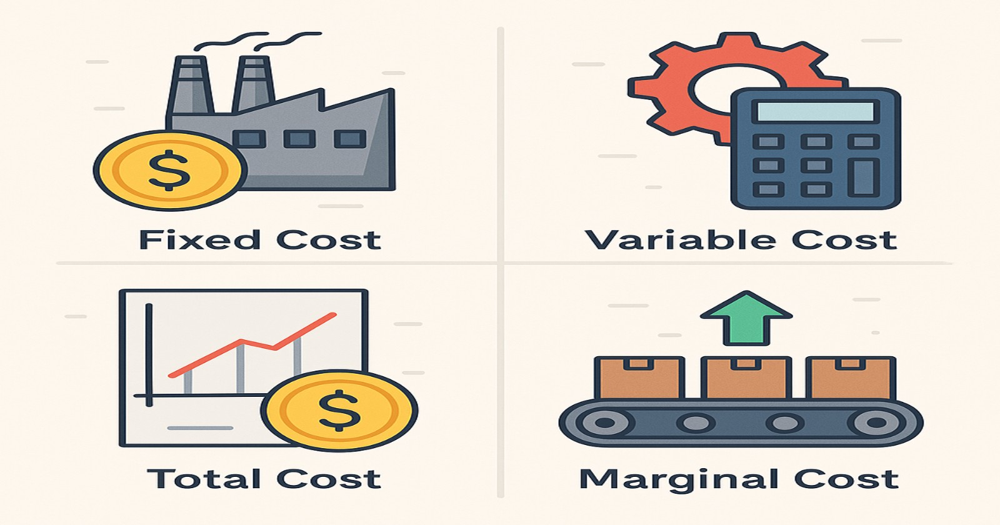 $
Fixed Cost
Variable Cost
$
Total Cost
Marginal Cost